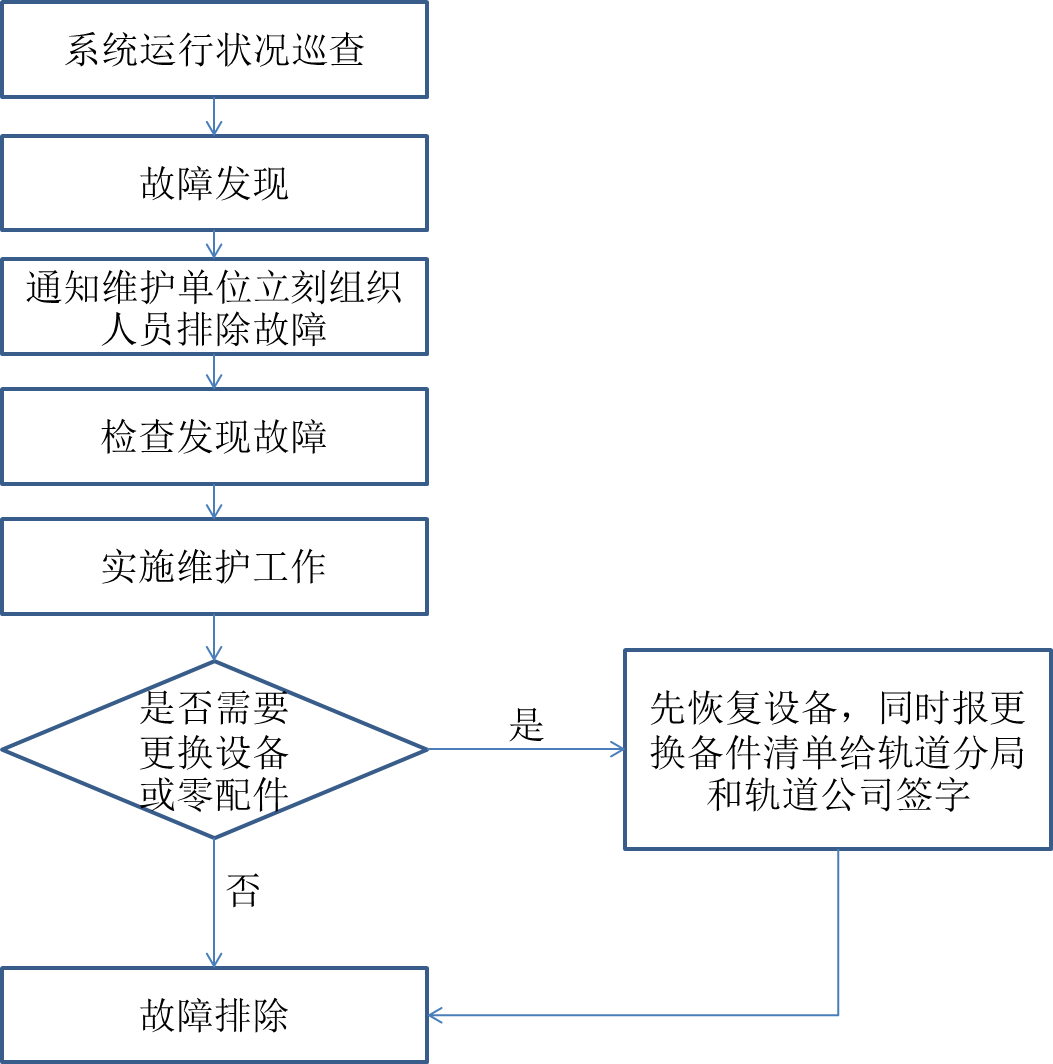 系统运行状况巡查
故障发现
通知维护单位立刻组织
人员排除故障
检查发现故障
实施维护工作
是否需要
更换设备
或零配件
是
先恢复设备，同时报更
换备件清单给轨道分局
和轨道公司签字
否
故障排除